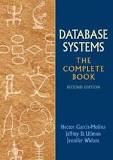 DATABASE
SYSTEMS
THE COMPLETE BOOK
SECOND EDITION
Hector Garcia-Molina
Jeffrey D. Ullman
Jennifer Widom